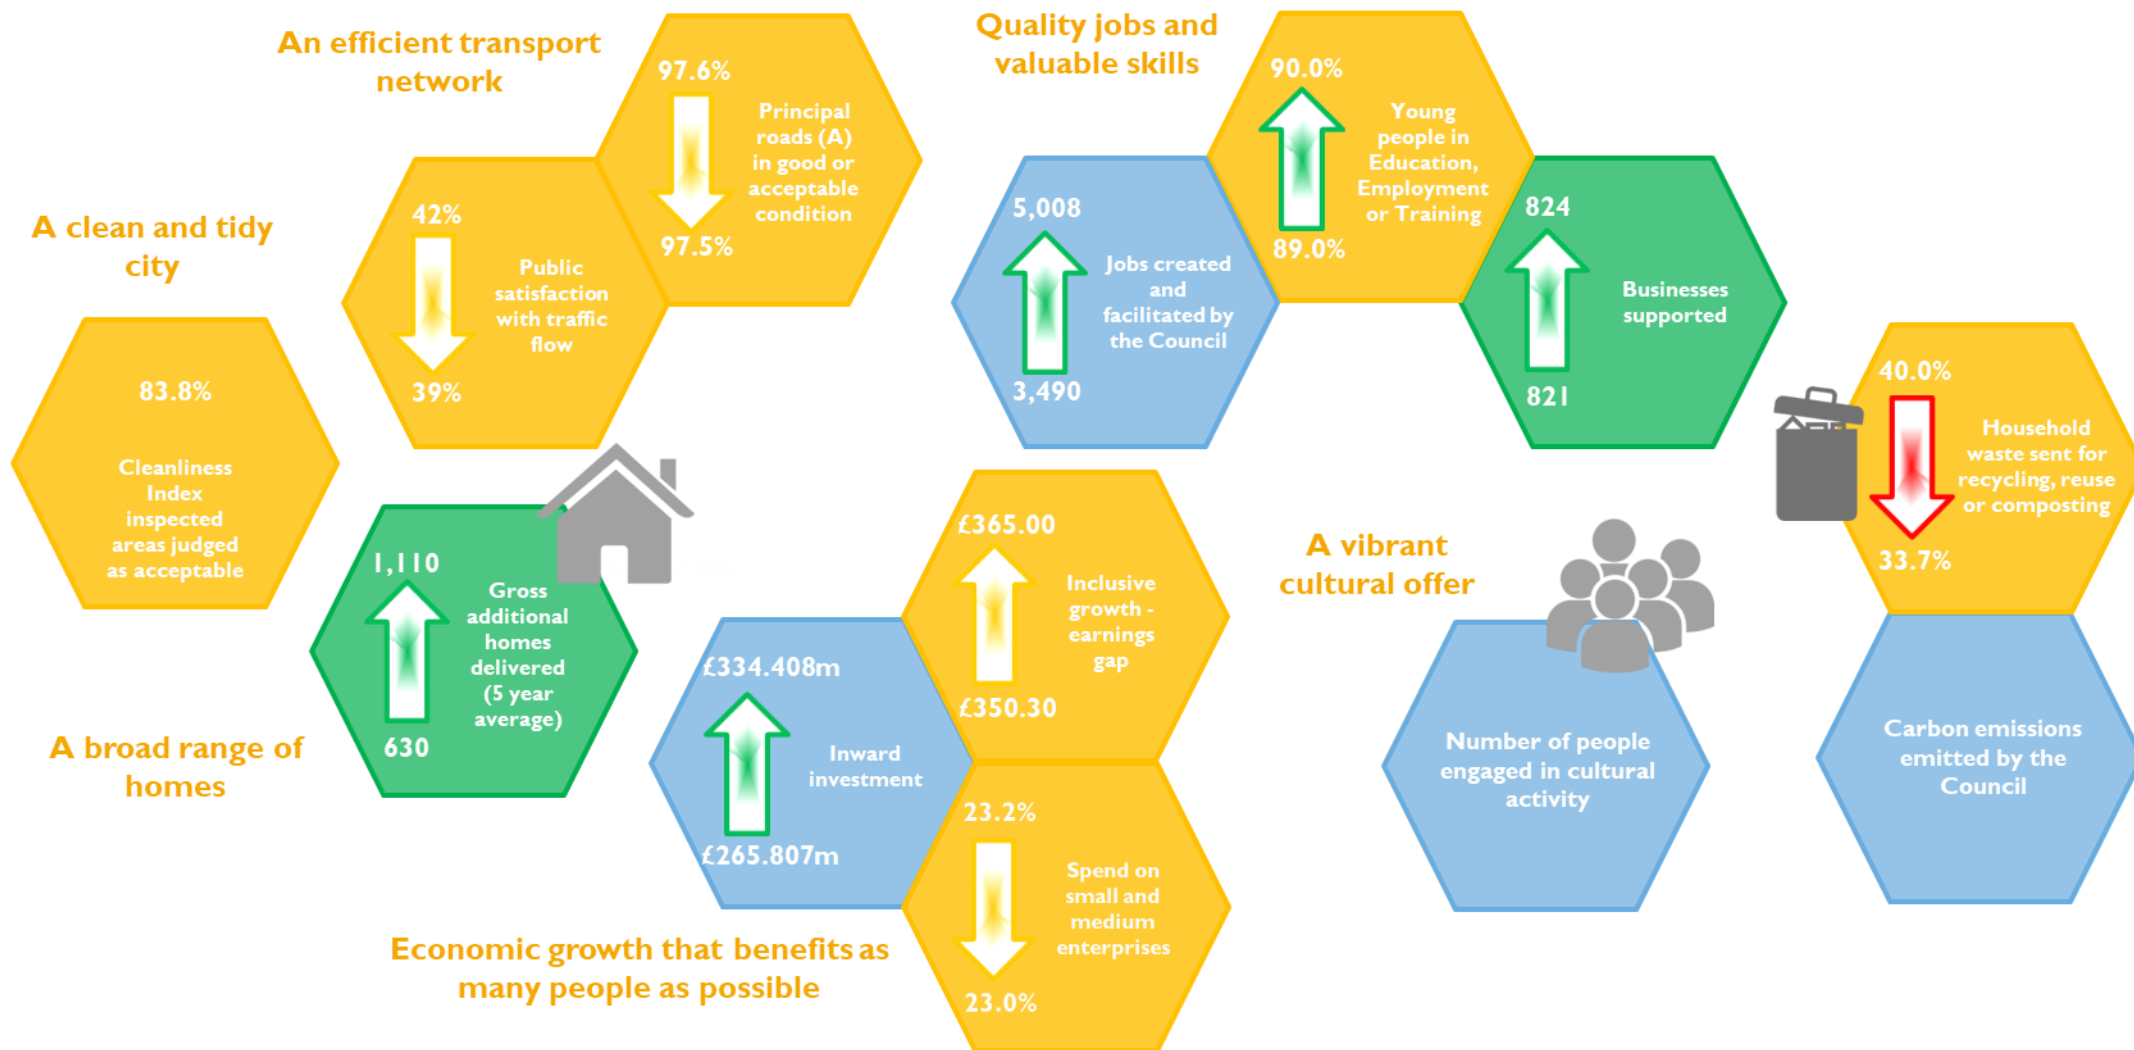 An efficient transport
network
97.6%
Principal
roads (A)
in good or
acceptable
condition
97.5%
42%
Public
satisfaction
with traffic
flow
39%
A clean and tidy
city
83.8%
Cleanliness
Index
inspected
areas judged
as acceptable
Quality jobs and
valuable skills
90.0%
Young
people in
Education,
Employment
or Training
89.0%
5,008
Jobs created
and
facilitated by
the Council
3,490
824
Businesses
supported
821
40.0%
Household
waste sent for
recycling, reuse
or composting
33.7%
1,110
Gross
additional
homes
delivered
(5 year
average)
630
A broad range of
homes
£365.00
Inclusive
growth -
earnings
gap
£350.30
£334.408m
Inward
investment
£265.807m
23.2%
Spend on
small and
medium
enterprises
23.0%
Economic growth that benefits as
many people as possible
A vibrant
cultural offer
Number of people
engaged in cultural
activity
Carbon emissions
emitted by the
Council